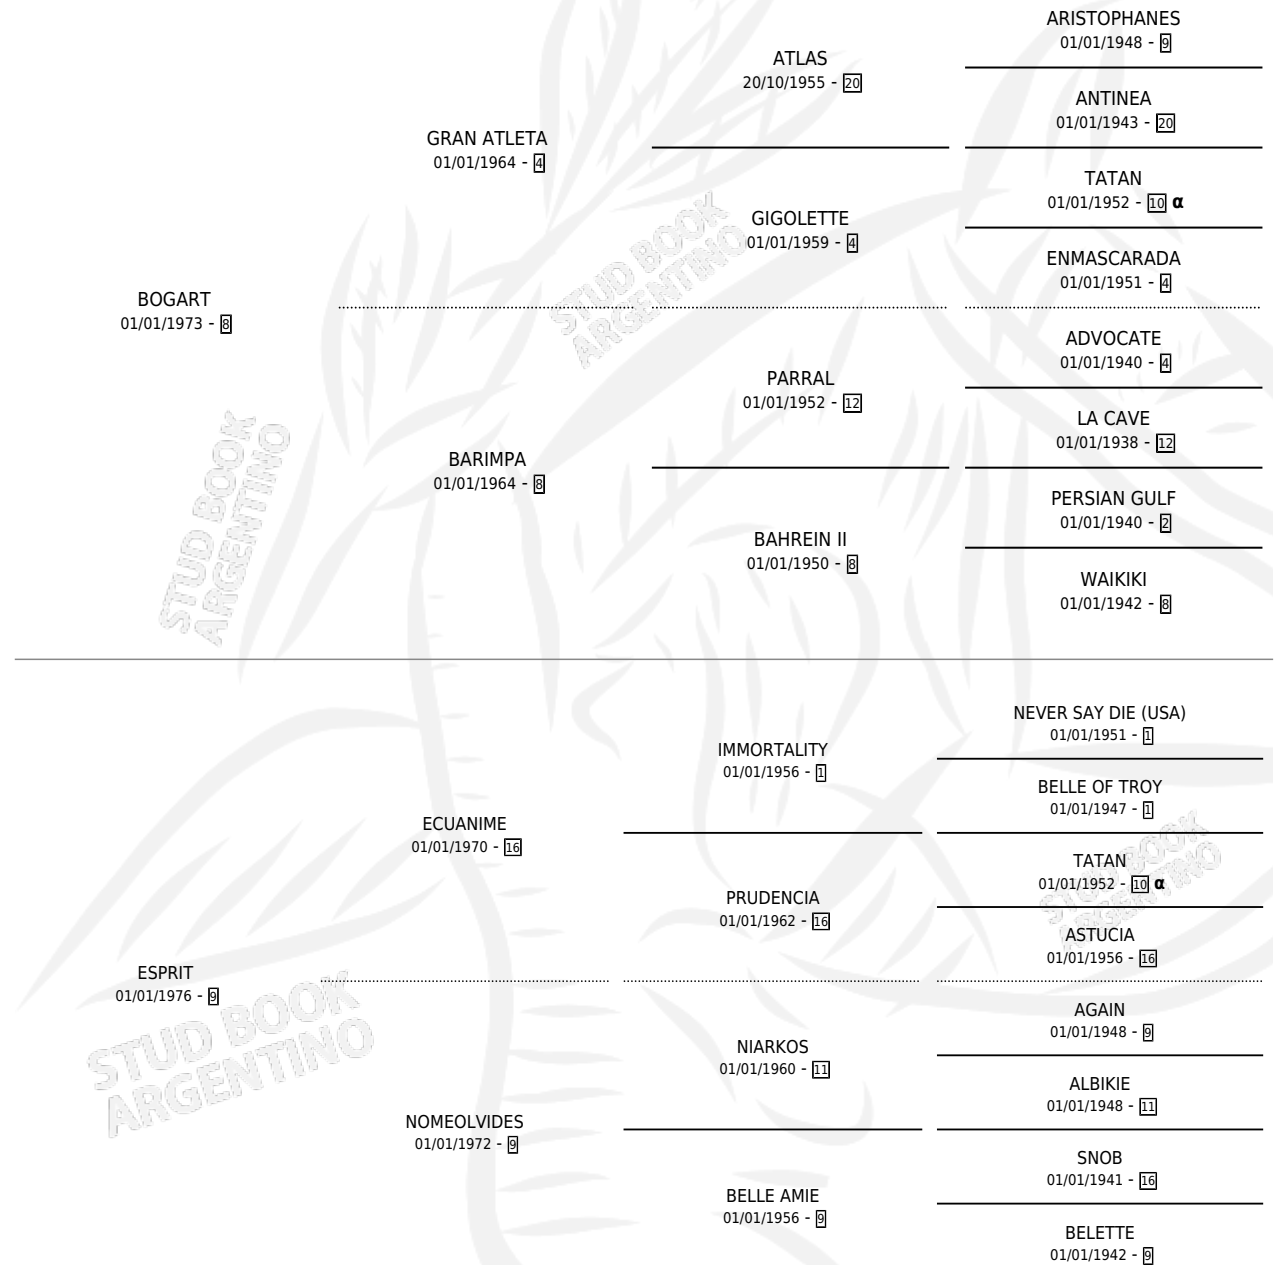 ARISTOPHANES
01/01/1948 - 9
ATLAS
20/10/1955 - 20
ANTINEA
01/01/1943 - 20
GRAN ATLETA
01/01/1964 - 4
TATAN
01/01/1952 - 10 α
GIGOLETTE
01/01/1959 - 4
ENMASCARADA
01/01/1951 - 4
BOGART
01/01/1973 - 8
STUD BOOK
ARGENTINO
ADVOCATE
01/01/1940 - 4
PARRAL
01/01/1952 - 12
LA CAVE
01/01/1938 - 12
BARIMPA
01/01/1964 - 8
PERSIAN GULF
01/01/1940 - 2
BAHREIN II
01/01/1950 - 8
WAIKIKI
01/01/1942 - 8
STUD BOOK
ARGENTINO
NEVER SAY DIE (USA)
01/01/1951 - 1
IMMORTALITY
01/01/1956 - 1
BELLE OF TROY
01/01/1947 - 1
ECUANIME
01/01/1970 - 16
TATAN
01/01/1952 - 10 α
PRUDENCIA
01/01/1962 - 16
ASTUCIA
01/01/1956 - 16
STUD BOOK
ARGENTINO
ESPRIT
01/01/1976 - 9
STUD BOOK
ARGENTINO
AGAIN
01/01/1948 - 9
NIARKOS
01/01/1960 - 11
ALBIKIE
01/01/1948 - 11
NOMEOLVIDES
01/01/1972 - 9
SNOB
01/01/1941 - 16
BELLE AMIE
01/01/1956 - 9
BELETTE
01/01/1942 - 9